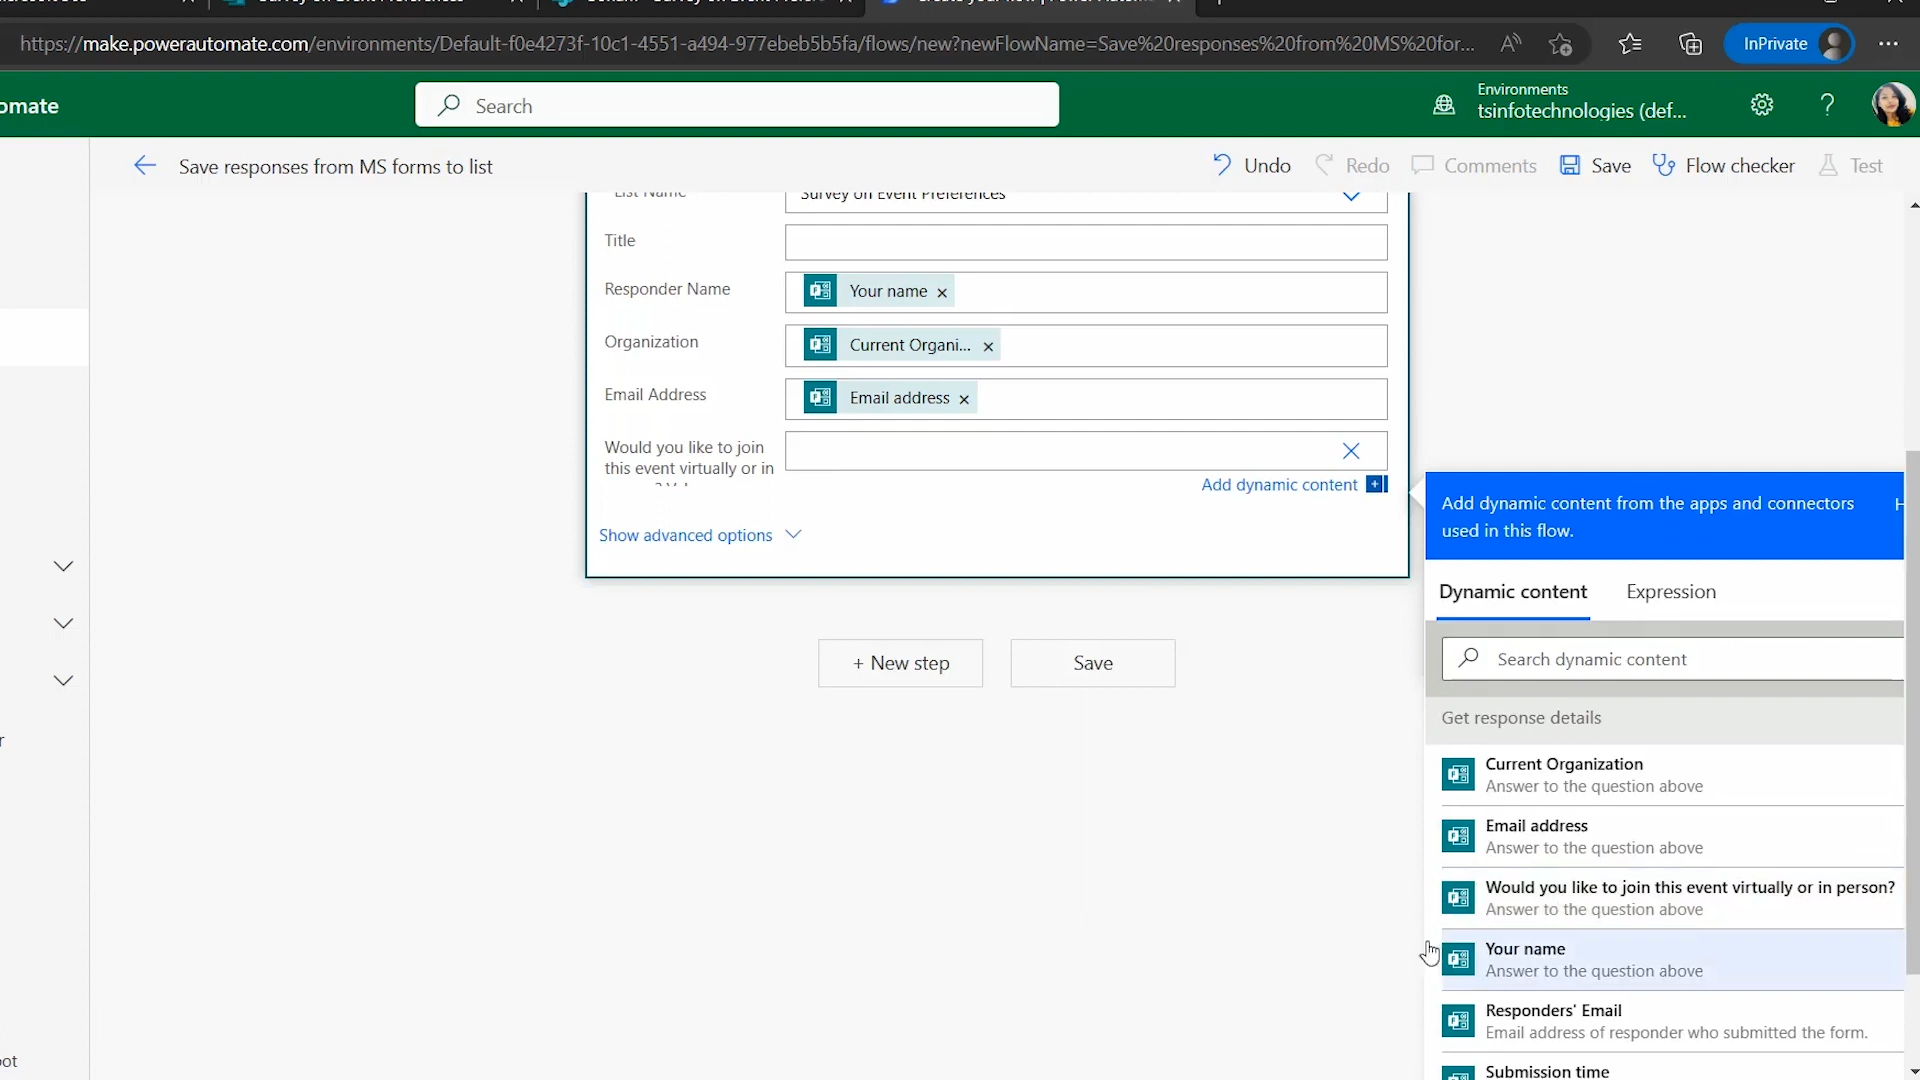 https://make.powerautomate.com/environments/Default-f0e4273f-10c1-4551-a494-977ebeb5b5fa/flows/new?newFlowName=Save%20responses%20from%20MS%20for...
InPrivate
omate
Search
Environments
tsinfotechnologies (def...
Save responses from MS forms to list
Undo
Redo
Comments
Save
Flow checker
Test
List Name
Survey on Event Preferences
Title
Responder Name
Your name
Organization
Current Organi...
Email Address
Email address
Would you like to join
this event virtually or in
Add dynamic content
Show advanced options
+ New step
Save
Add dynamic content from the apps and connectors
used in this flow.
Dynamic content
Expression
Search dynamic content
Get response details
Current Organization
Answer to the question above
Email address
Answer to the question above
Would you like to join this event virtually or in person?
Answer to the question above
Your name
Answer to the question above
Responders' Email
Email address of responder who submitted the form.
Submission time
r
oot